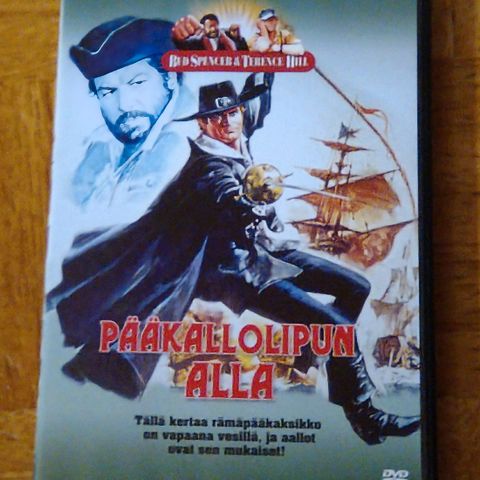 BUD SPENCER & TERENCE HILL
PÄÄKALLOLIPUN
ALLA
Tällä kertaa rämäpääkaksikko
on vapaana vesillä, ja aallot
ovat sen mukaiset!
DVD